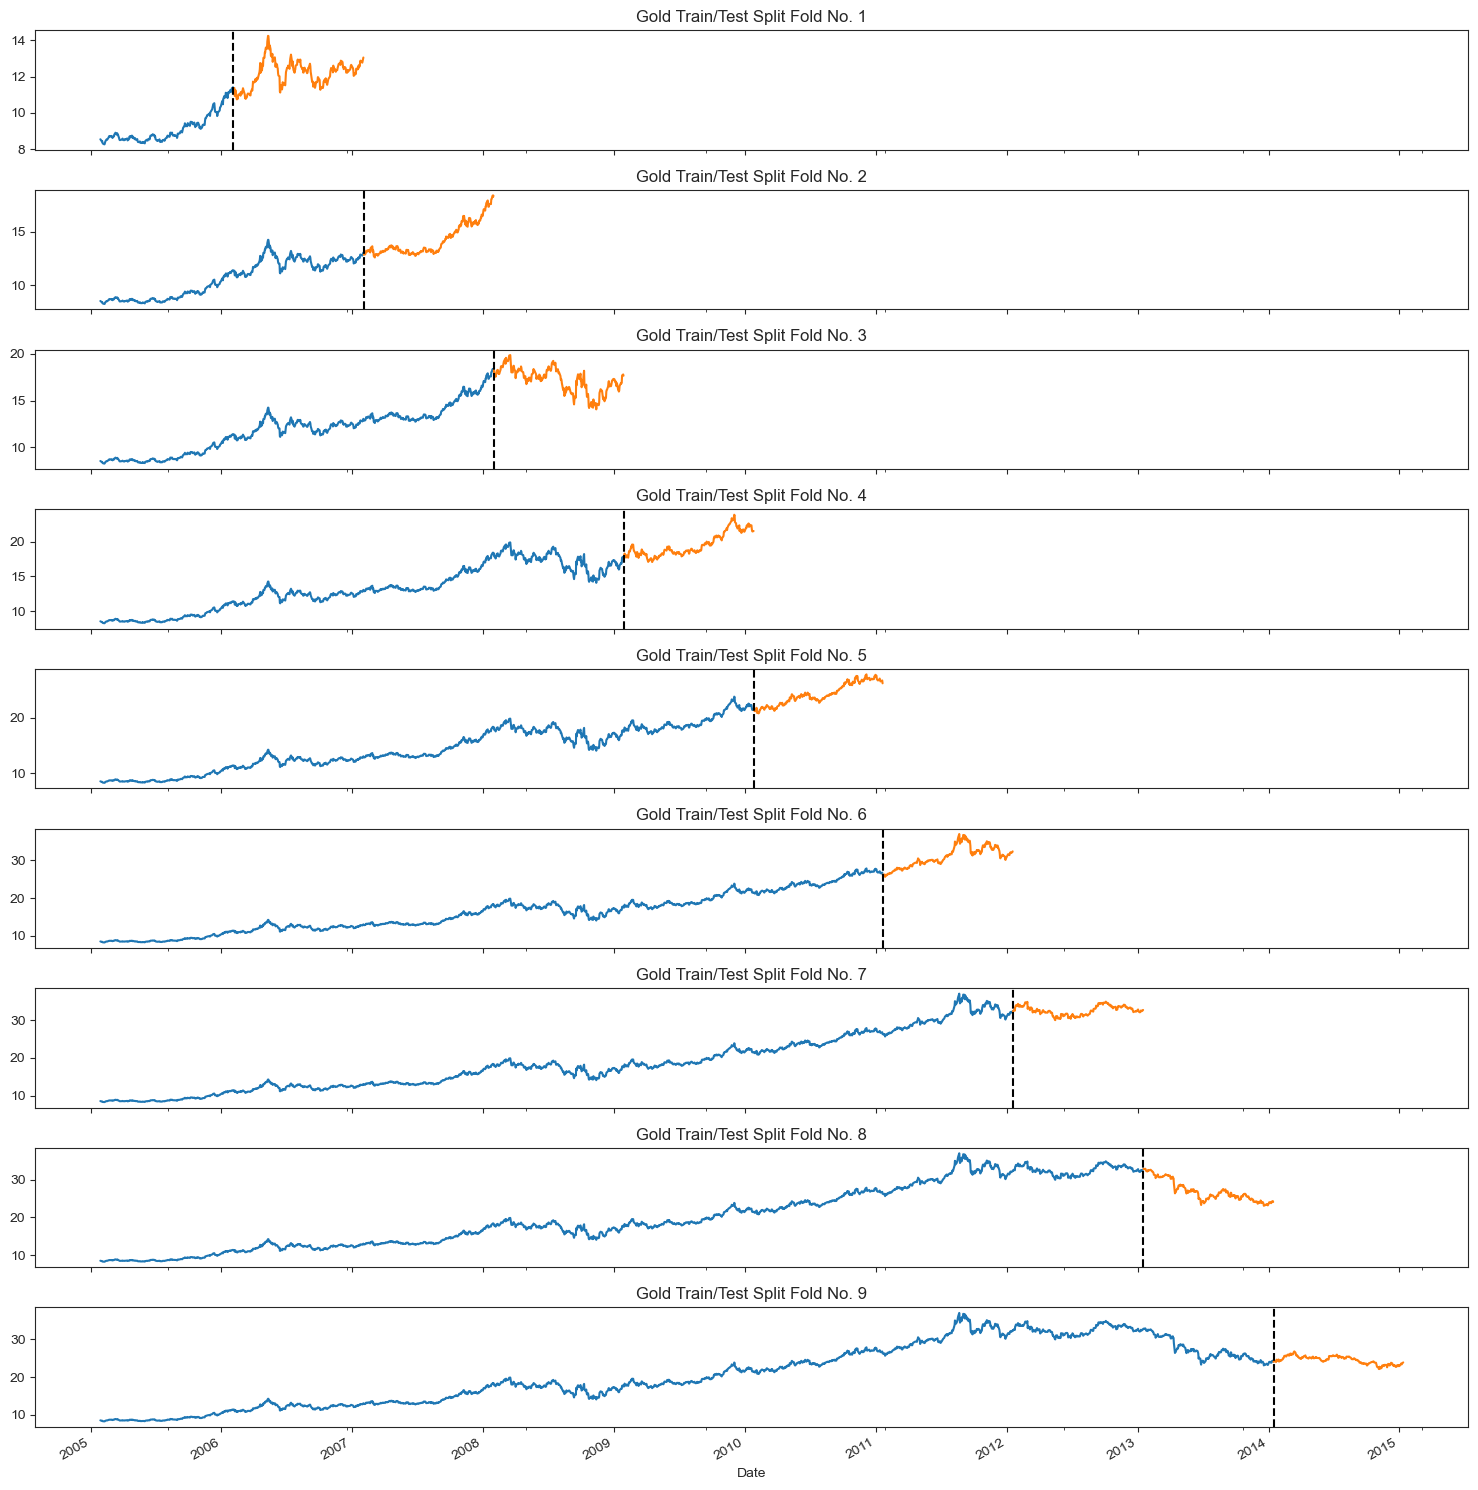 Gold Train/Test Split Fold No. 1
14
12
10
8
Gold Train/Test Split Fold No. 2
15
10
Gold Train/Test Split Fold No. 3
20
15
10
Gold Train/Test Split Fold No. 4
20
15
10
Gold Train/Test Split Fold No. 5
20
10
Gold Train/Test Split Fold No. 6
30
20
10
Gold Train/Test Split Fold No. 7
30
20
10
Gold Train/Test Split Fold No. 8
30
20
10
Gold Train/Test Split Fold No. 9
30
20
10
2005 2006 2007 2008 2009 2010 2011 2012 2013 2014 2015
Date